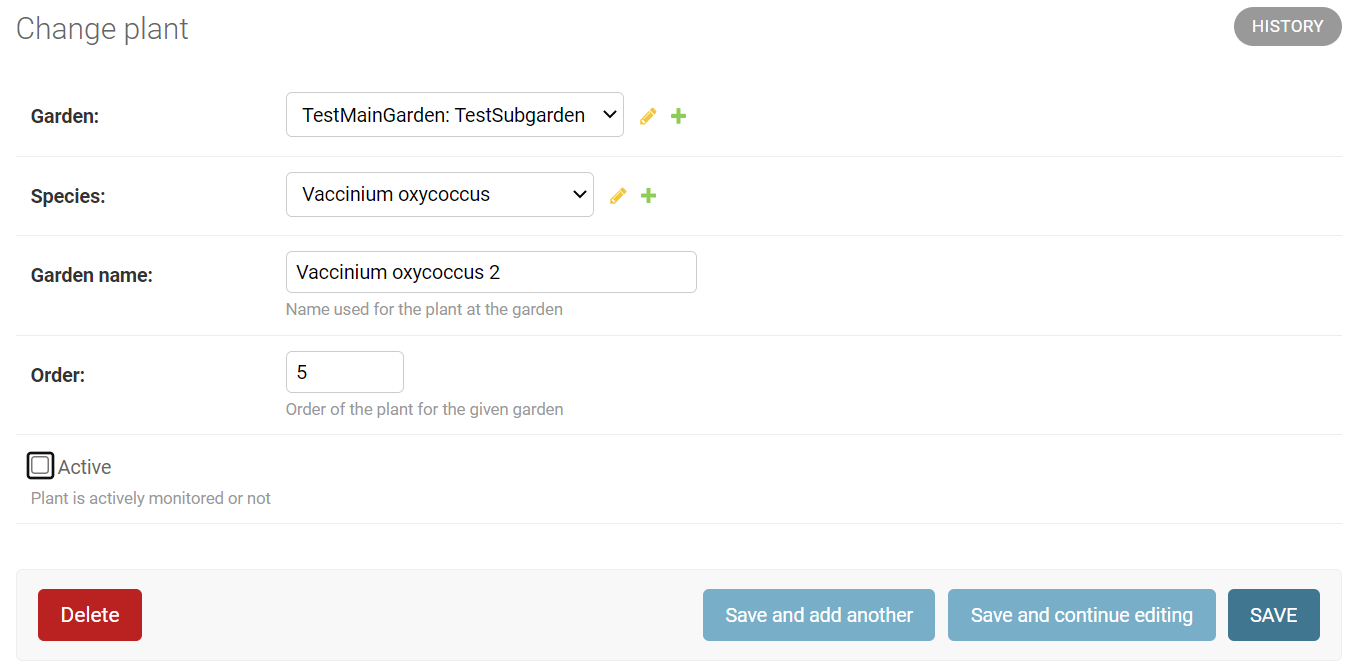 Change plant
HISTORY
Garden:
TestMainGarden: TestSubgarden
Species:
Vaccinium oxycoccus
Garden name:
Vaccinium oxycoccus 2
Name used for the plant at the garden
Order:
5
Order of the plant for the given garden
Active
Plant is actively monitored or not
Delete
Save and add another
Save and continue editing
SAVE